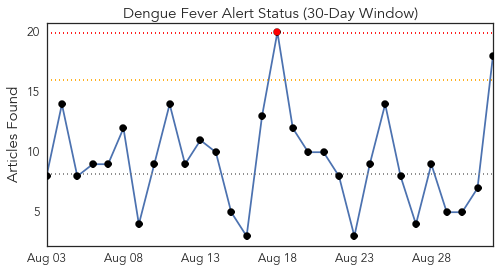 Dengue Fever Alert Status (30-Day Window)
20
15
10
5
Articles Found
Aug 03 Aug 08 Aug 13 Aug 18 Aug 23 Aug 28